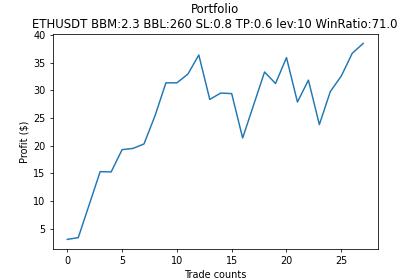 Portfolio
ETHUSDT BBM:2.3 BBL:260 SL:0.8 TP:0.6 lev:10 WinRatio:71.0
Profit ($)
40
35
30
25
20
15
10
5
0 5 10 15 20 25
Trade counts